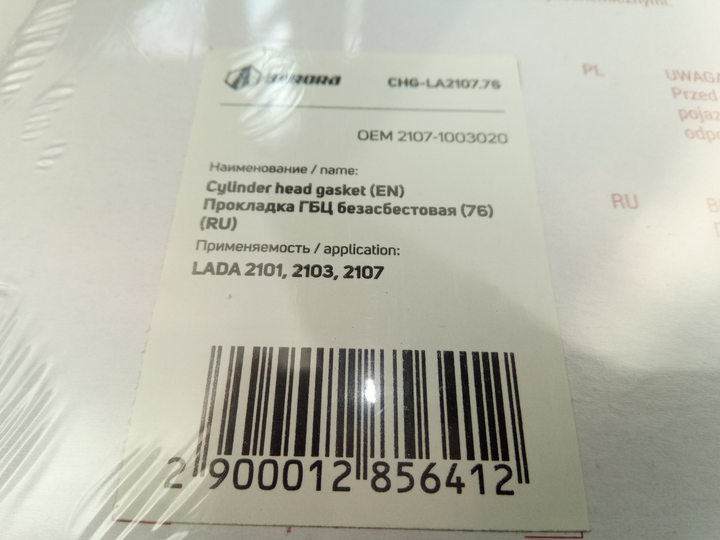 AURORA CHG-LA2107.76
OEM 2107-1003020
Наименование / name:
Cylinder head gasket (EN)
Прокладка ГБЦ безасбестовая (76)
(RU)
Применяемость / application:
LADA 2101, 2103, 2107
2 900012 856412
PL
UWAGA
Przed
RU